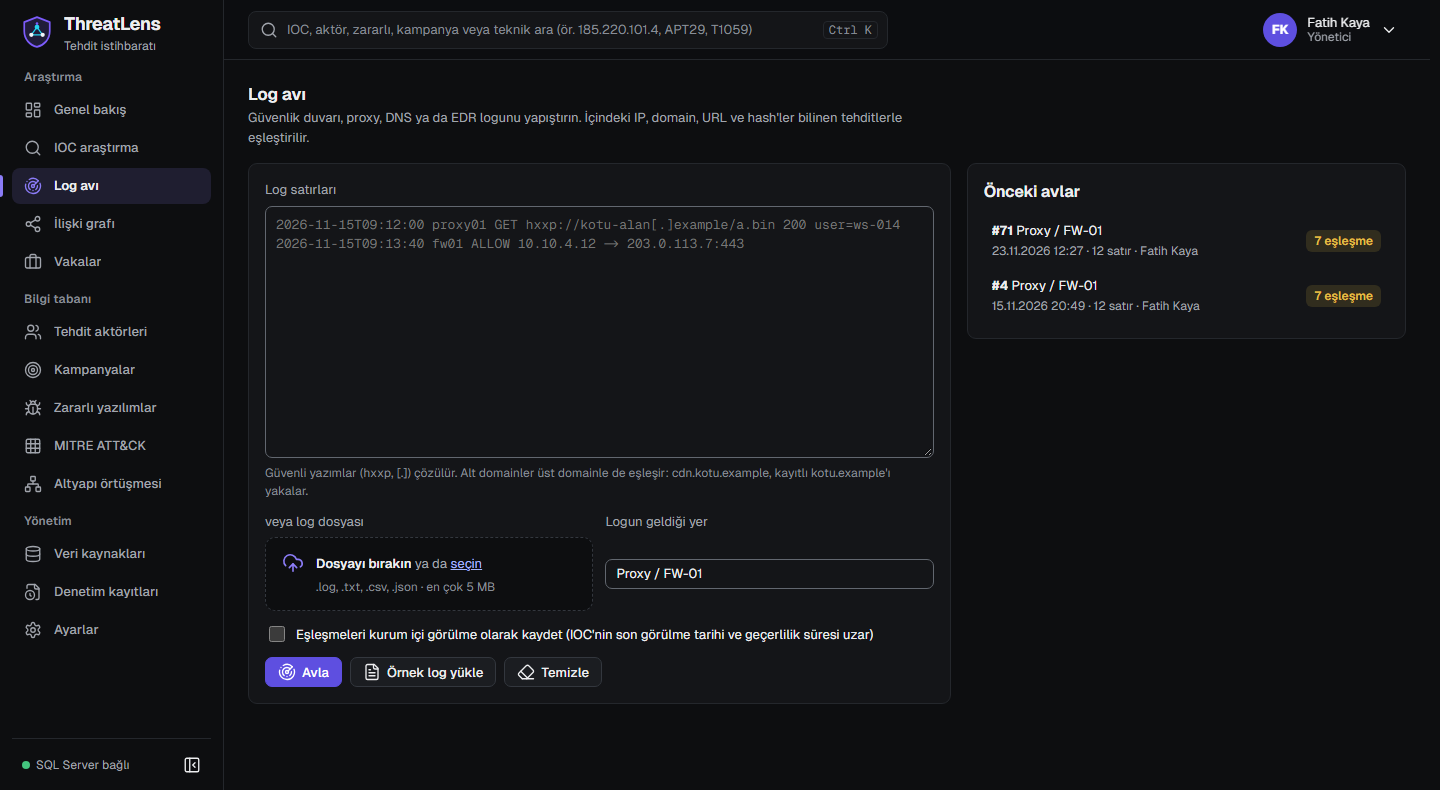 ThreatLens
Tehdit istihbaratı
Araştırma
Genel bakış
IOC araştırma
Log avı
İlişki grafı
Vakalar
Bilgi tabanı
Tehdit aktörleri
Kampanyalar
Zararlı yazılımlar
MITRE ATT&CK
Altyapı örtüşmesi
Yönetim
Veri kaynakları
Denetim kayıtları
Ayarlar
SQL Server bağlı
IOC, aktör, zararlı, kampanya veya teknik ara (ör. 185.220.101.4, APT29, T1059)
Ctrl K
FK
Fatih Kaya
Yönetici
Log avı
Güvenlik duvarı, proxy, DNS ya da EDR logunu yapıştırın. İçindeki IP, domain, URL ve hash'ler bilinen tehditlerle
eşleştirilir.
Log satırları
2026-11-15T09:12:00 proxy01 GET hxxp://kotu-alan[.]example/a.bin 200 user=ws-014
2026-11-15T09:13:40 fw01 ALLOW 10.10.4.12 -> 203.0.113.7:443
Güvenli yazımlar (hxxp, [.]) çözülür. Alt domainler üst domainle de eşleşir: cdn.kotu.example, kayıtlı kotu.example'ı
yakalar.
veya log dosyası
Dosyayı bırakın ya da seçin
.log, .txt, .csv, .json · en çok 5 MB
Logun geldiği yer
Proxy / FW-01
Eşleşmeleri kurum içi görülme olarak kaydet (IOC'nin son görülme tarihi ve geçerlilik süresi uzar)
Avla
Örnek log yükle
Temizle
Önceki avlar
#71 Proxy / FW-01
23.11.2026 12:27 · 12 satır · Fatih Kaya
7 eşleşme
#4 Proxy / FW-01
15.11.2026 20:49 · 12 satır · Fatih Kaya
7 eşleşme